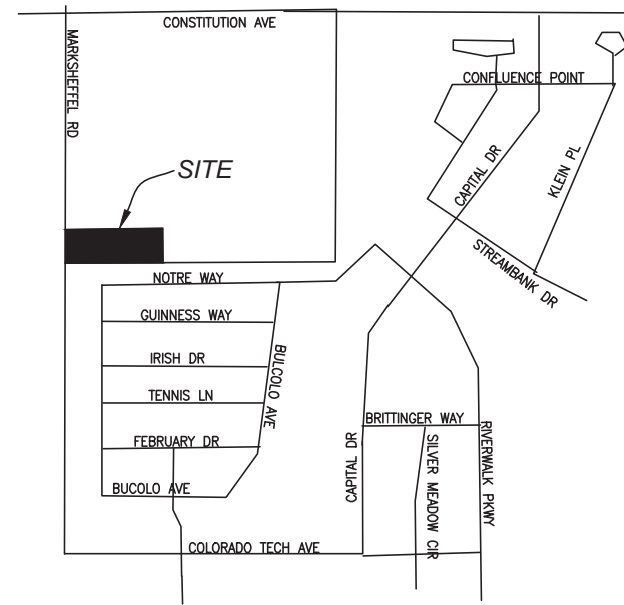 CONSTITUTION AVE
MARKSHEFFEL RD
CONFLUENCE POINT
SITE
CAPITAL DR
KLEIN PL
STREAMBANK DR
NOTRE WAY
GUINNESS WAY
IRISH DR
BULCOLO AVE
TENNIS LN
BRITTINGER WAY
FEBRUARY DR
CAPITAL DR
SILVER MEADOW CIR
RIVERWALK PKWY
BUCOLO AVE
COLORADO TECH AVE